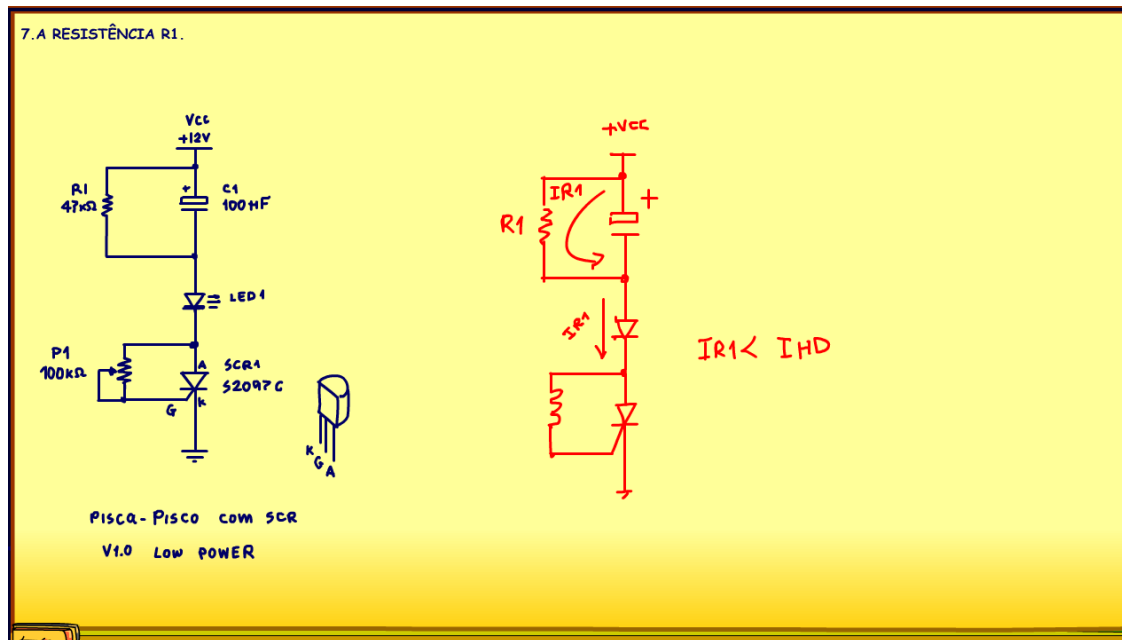 7.A RESISTÊNCIA R1.
Vcc
+12V
R1
47kΩ
+
C1
100µF
LED1
P1
100kΩ
A
SCR1
S2097C
G
K
K
G
A
PISCA-PISCO COM SCR
V1.0 LOW POWER
+Vcc
IR1
+
R1
IR1
IR1< IHD